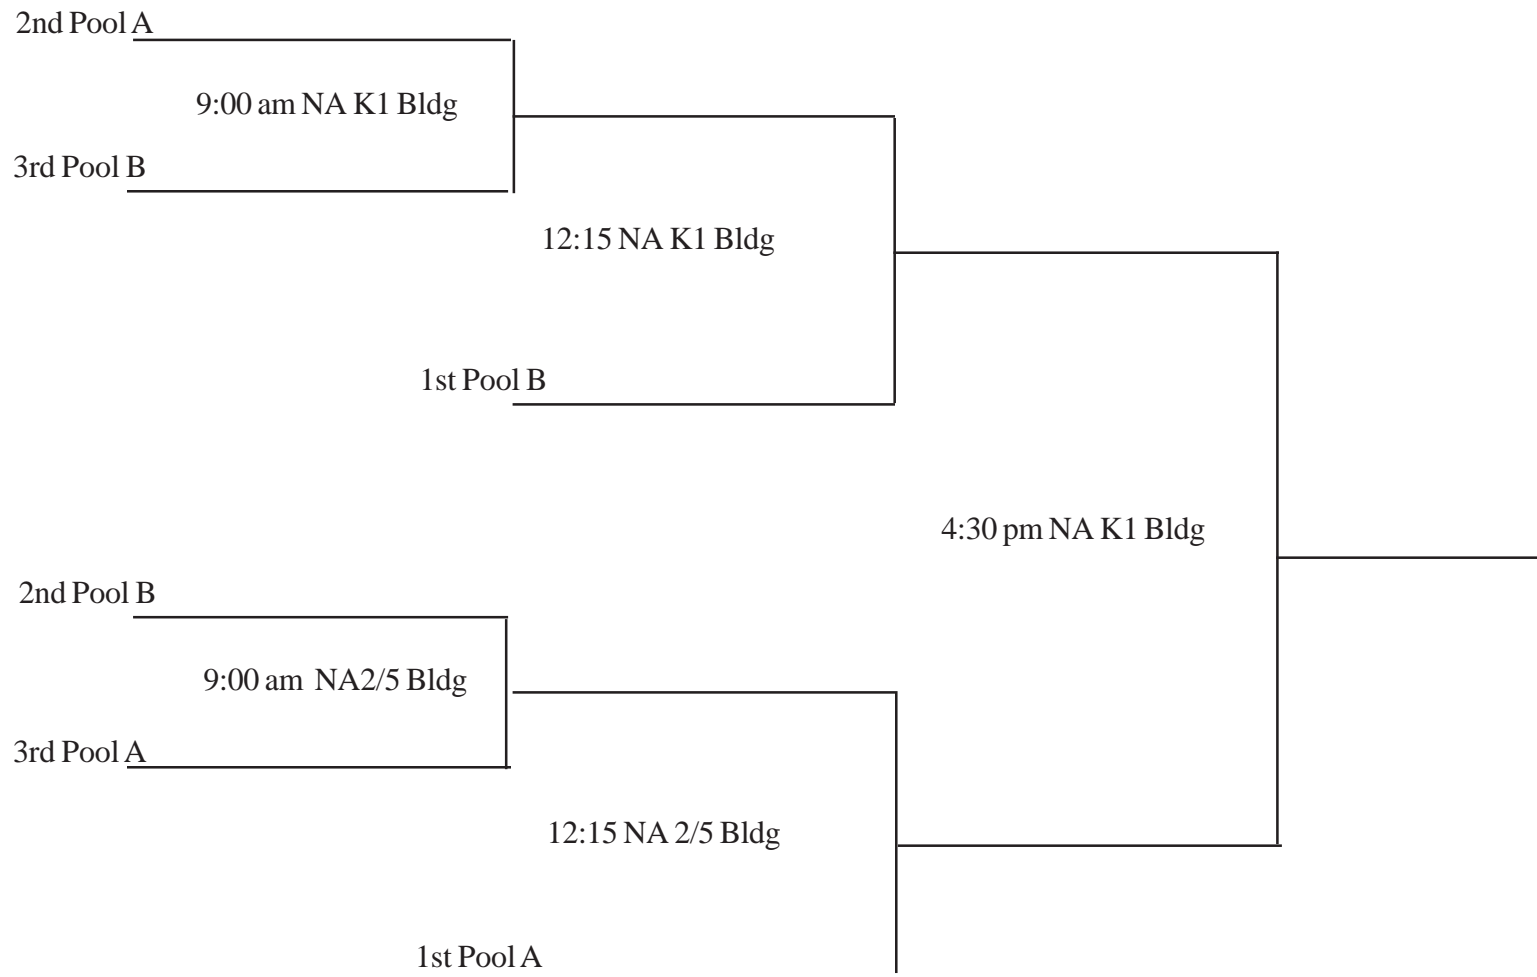 2nd Pool A
9:00 am NA K1 Bldg
3rd Pool B
12:15 NA K1 Bldg
1st Pool B
4:30 pm NA K1 Bldg
2nd Pool B
9:00 am  NA2/5 Bldg
3rd Pool A
12:15 NA 2/5 Bldg
1st Pool A